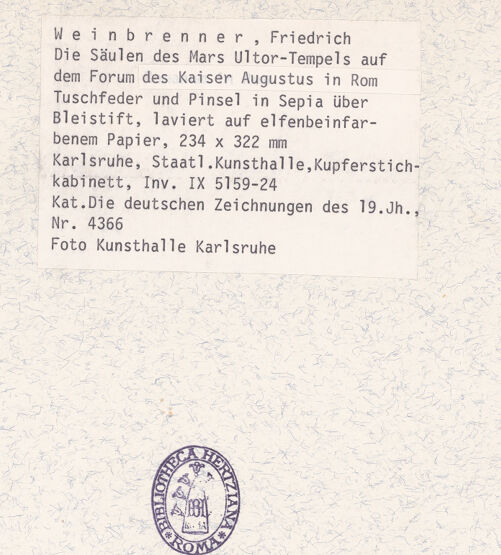 W e i n b r e n n e r , Friedrich
Die Säulen des Mars Ultor-Tempels auf
dem Forum des Kaiser Augustus in Rom
Tuschfeder und Pinsel in Sepia über
Bleistift, laviert auf elfenbeinfar-
benem Papier, 234 x 322 mm
Karlsruhe, Staatl.Kunsthalle,Kupferstich-
kabinett, Inv. IX 5159-24
Kat.Die deutschen Zeichnungen des 19.Jh.,
Nr. 4366
Foto Kunsthalle Karlsruhe
BIBLIOTHECA HERTZIANA
ROMA